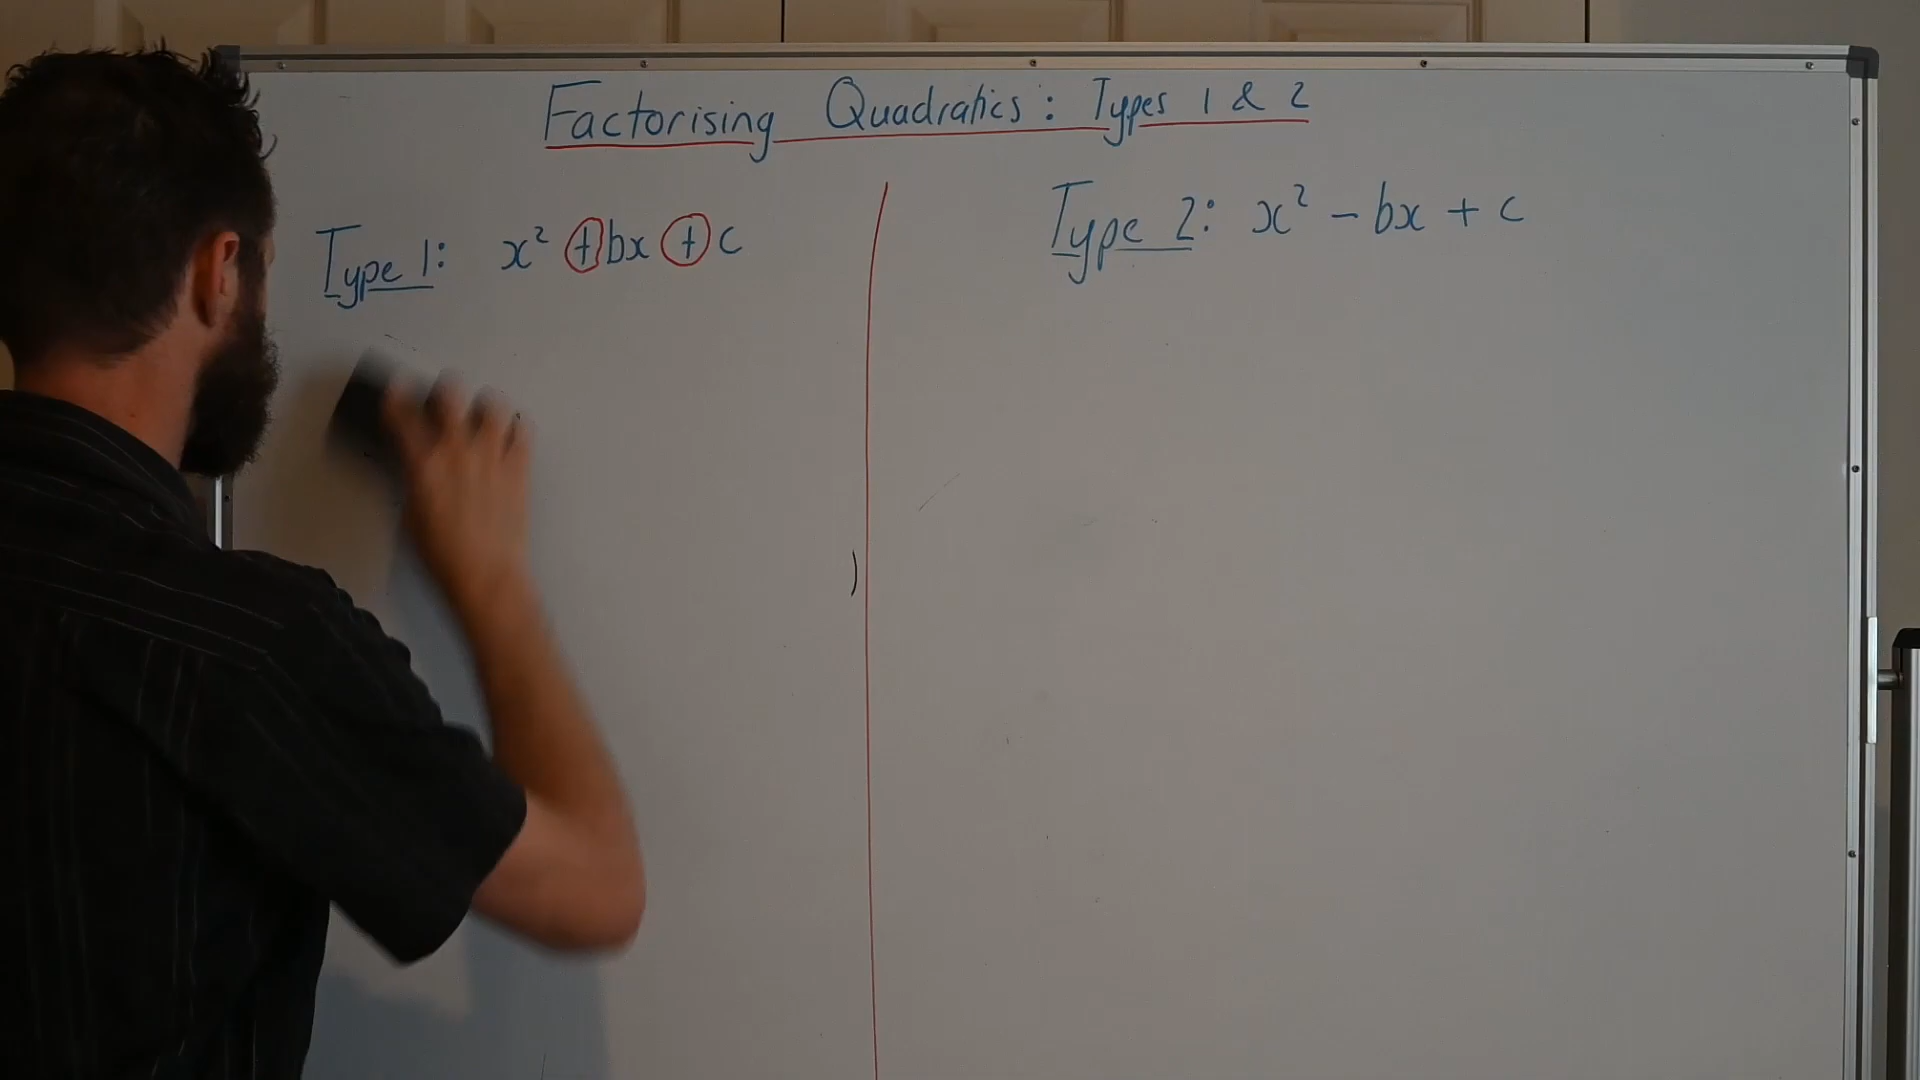 Factorising Quadratics: Types 1 & 2
Type 1: x² + bx + c
Type 2: x² - bx + c
)